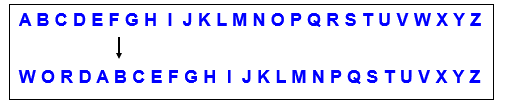 A B C D E F G H I J K L M N O P Q R S T U V W X Y Z
W O R D A B C E F G H I J K L M N P Q S T U V X Y Z